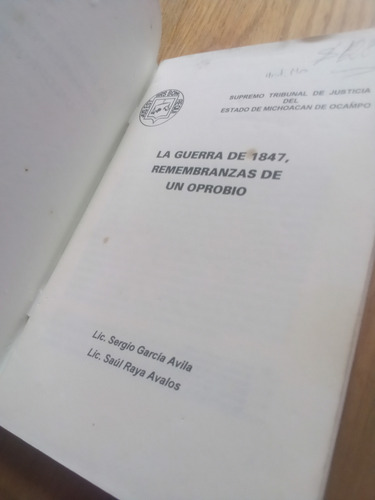 SUPREMO TRIBUNAL DE JUSTICIA
DEL
ESTADO DE MICHOACAN DE OCAMPO
LA GUERRA DE 1847,
REMEMBRANZAS DE
UN OPROBIO
Lic. Sergio García Avila
Lic. Saúl Raya Avalos